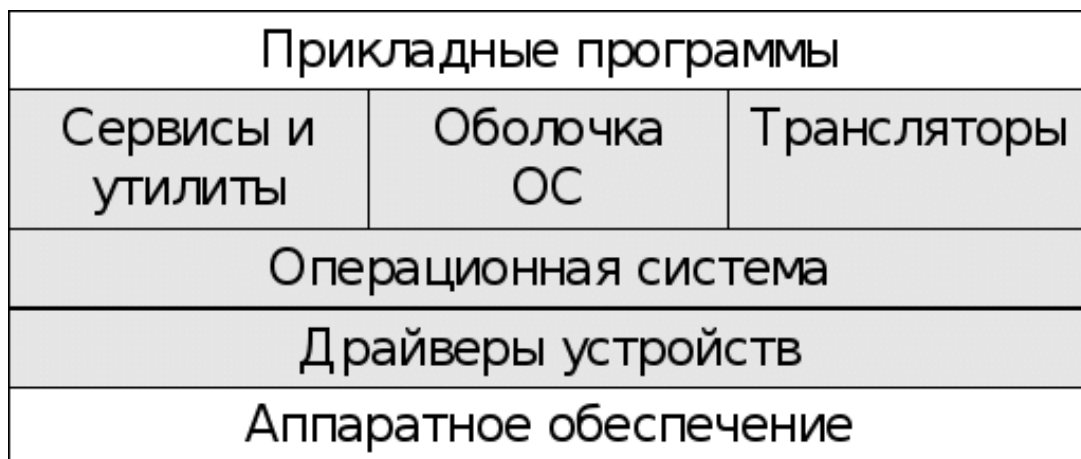 Прикладные программы
Сервисы и
утилиты
Оболочка
ОС
Трансляторы
Операционная система
Драйверы устройств
Аппаратное обеспечение